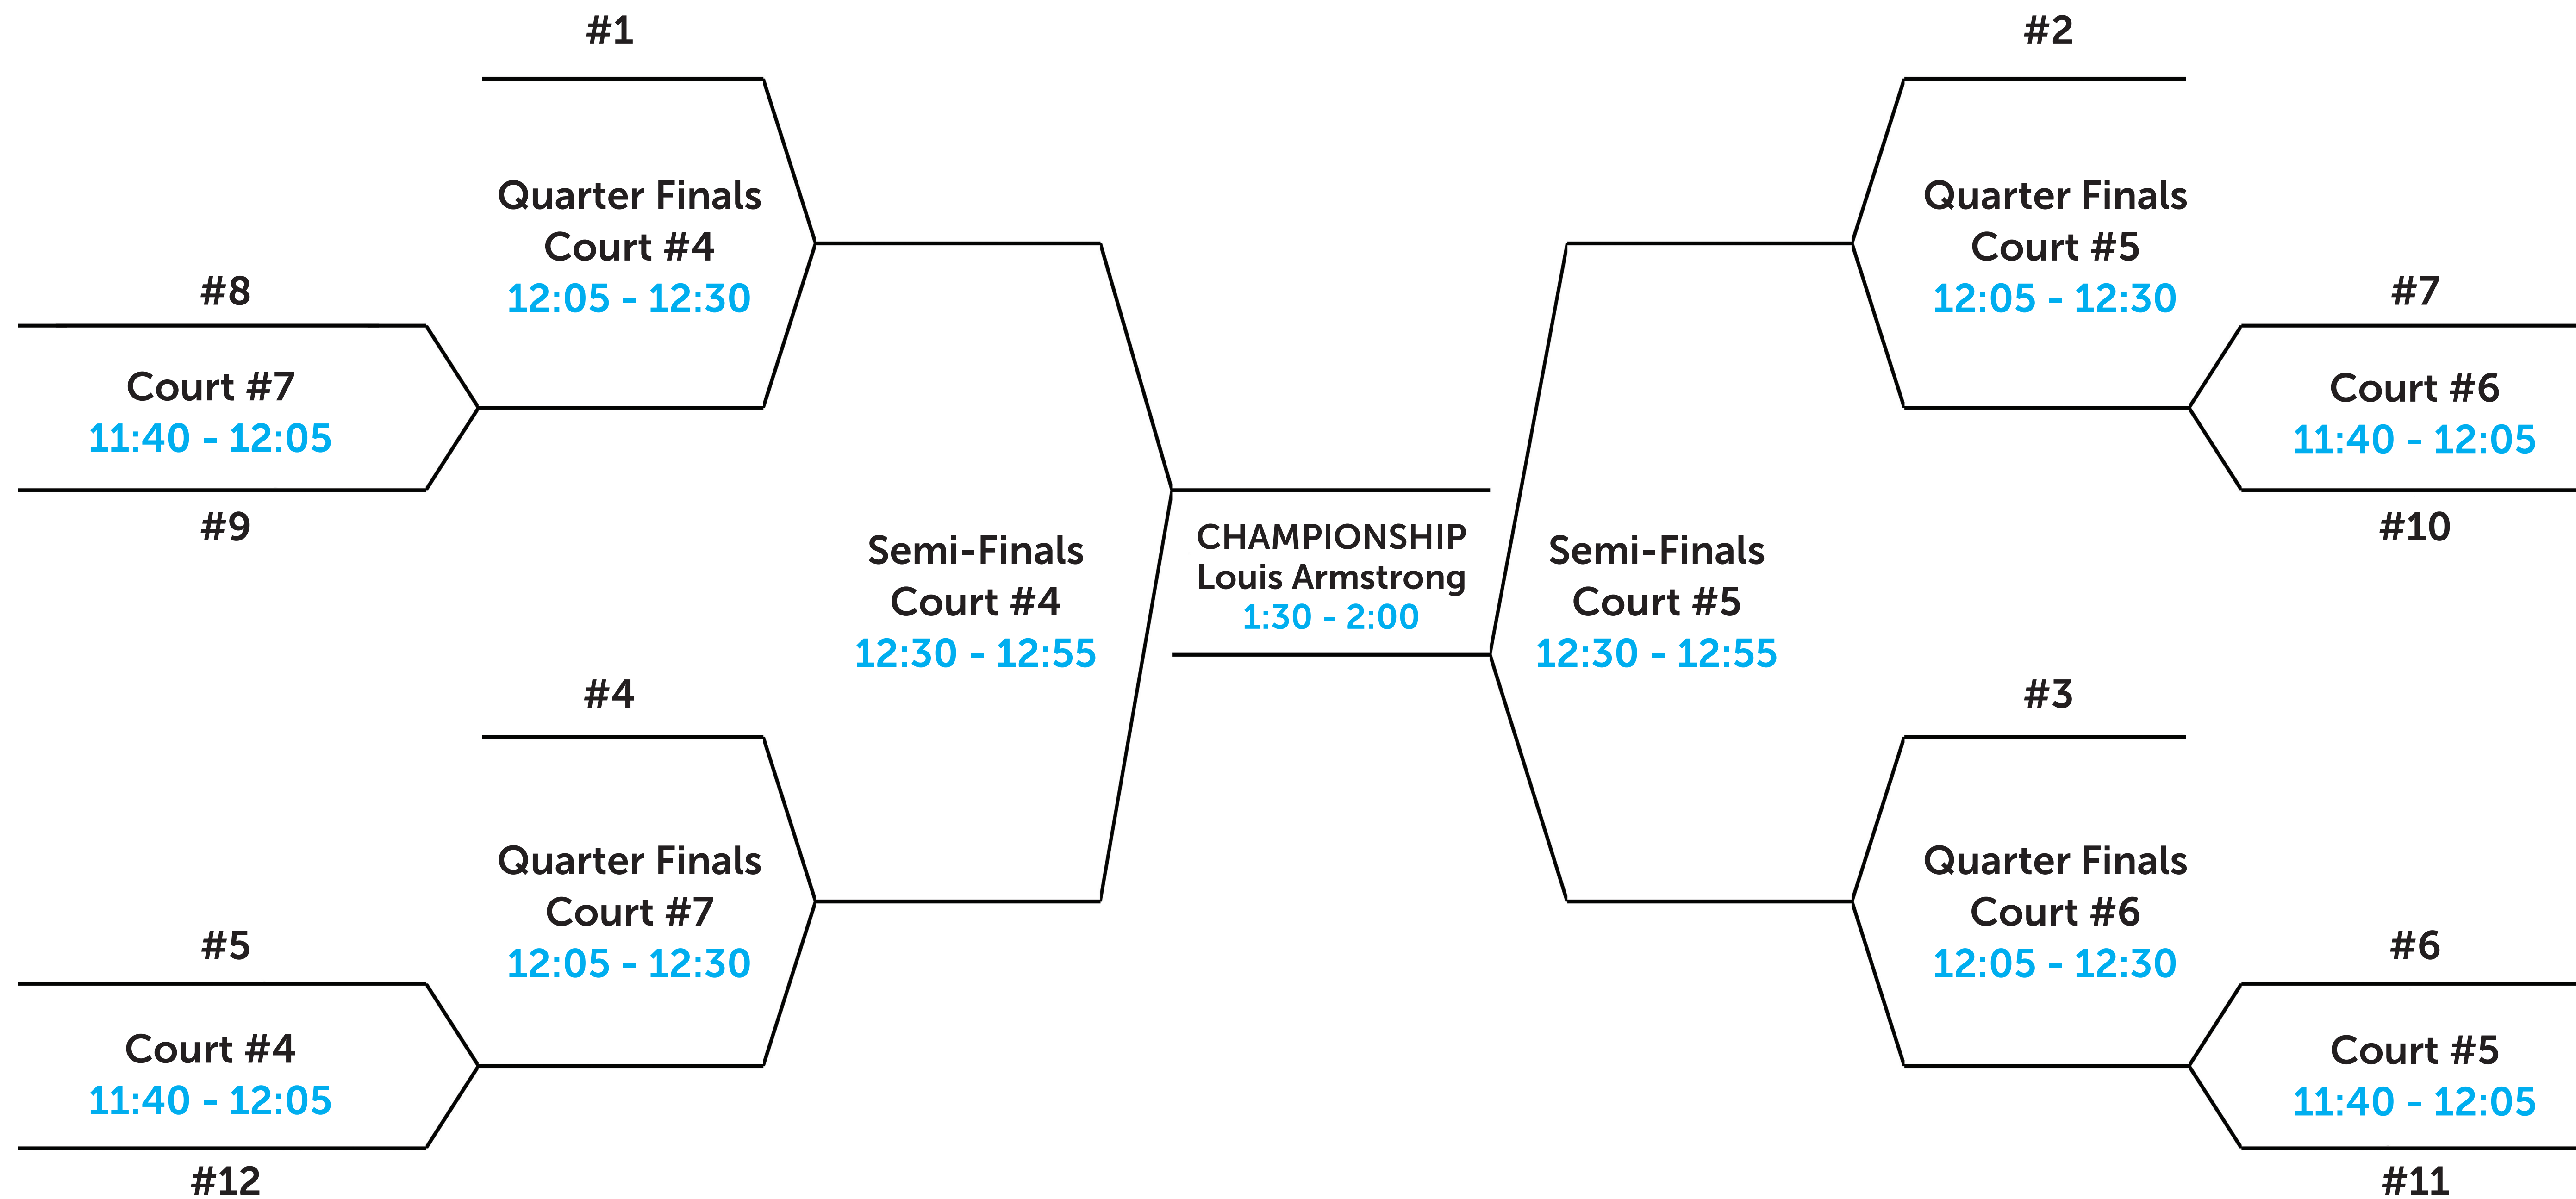 #1
#2
Quarter Finals
Court #4
12:05 - 12:30
Quarter Finals
Court #5
12:05 - 12:30
#8
Court #7
11:40 - 12:05
#9
#7
Court #6
11:40 - 12:05
#10
Semi-Finals
Court #4
12:30 - 12:55
CHAMPIONSHIP
Louis Armstrong
1:30 - 2:00
Semi-Finals
Court #5
12:30 - 12:55
#4
#3
Quarter Finals
Court #7
12:05 - 12:30
Quarter Finals
Court #6
12:05 - 12:30
#5
Court #4
11:40 - 12:05
#12
#6
Court #5
11:40 - 12:05
#11